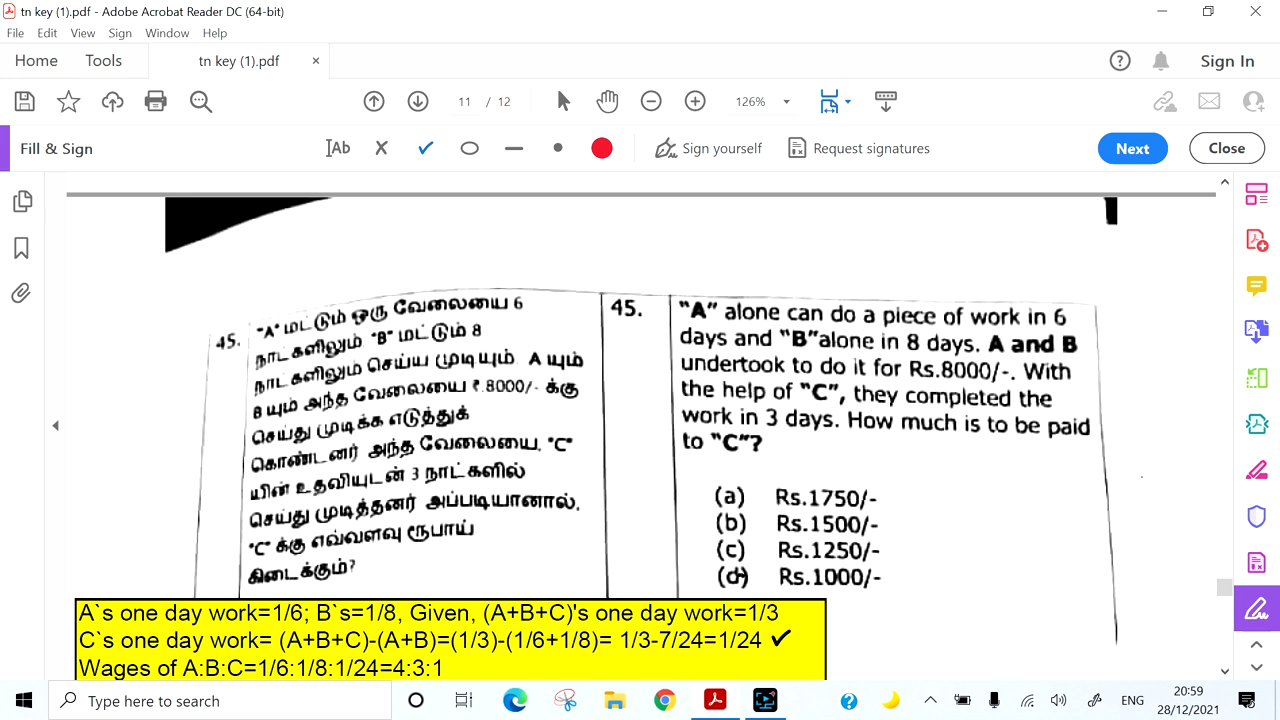 tn key (1).pdf - Adobe Acrobat Reader DC (64-bit)
File Edit View Sign Window Help
Home Tools tn key (1).pdf × Sign In
11 / 12 126%
Fill & Sign Ab Sign yourself Request signatures Next Close
45. "A" மட்டும் ஒரு வேலையை 6
நாட்களிலும் "B" மட்டும் 8
நாட்களிலும் செய்ய முடியும் A யும்
8 யும் அந்த வேலையை ₹.8000/- க்கு
செய்து முடிக்க எடுத்துக்
கொண்டனர் அந்த வேலையை. "C"
யின் உதவியுடன் 3 நாட்களில்
செய்து முடித்தனர் அப்படியானால்.
"C" க்கு எவ்வளவு ரூபாய்
கிடைக்கும்?
45. "A" alone can do a piece of work in 6
days and "B"alone in 8 days. A and B
undertook to do it for Rs.8000/-. With
the help of "C", they completed the
work in 3 days. How much is to be paid
to "C"?
(a) Rs.1750/-
(b) Rs.1500/-
(c) Rs.1250/-
(d) Rs.1000/-
A`s one day work=1/6; B`s=1/8, Given, (A+B+C)'s one day work=1/3
C`s one day work= (A+B+C)-(A+B)=(1/3)-(1/6+1/8)= 1/3-7/24=1/24 ✔
Wages of A:B:C=1/6:1/8:1/24=4:3:1
Type here to search ENG 20:59
28/12/2021